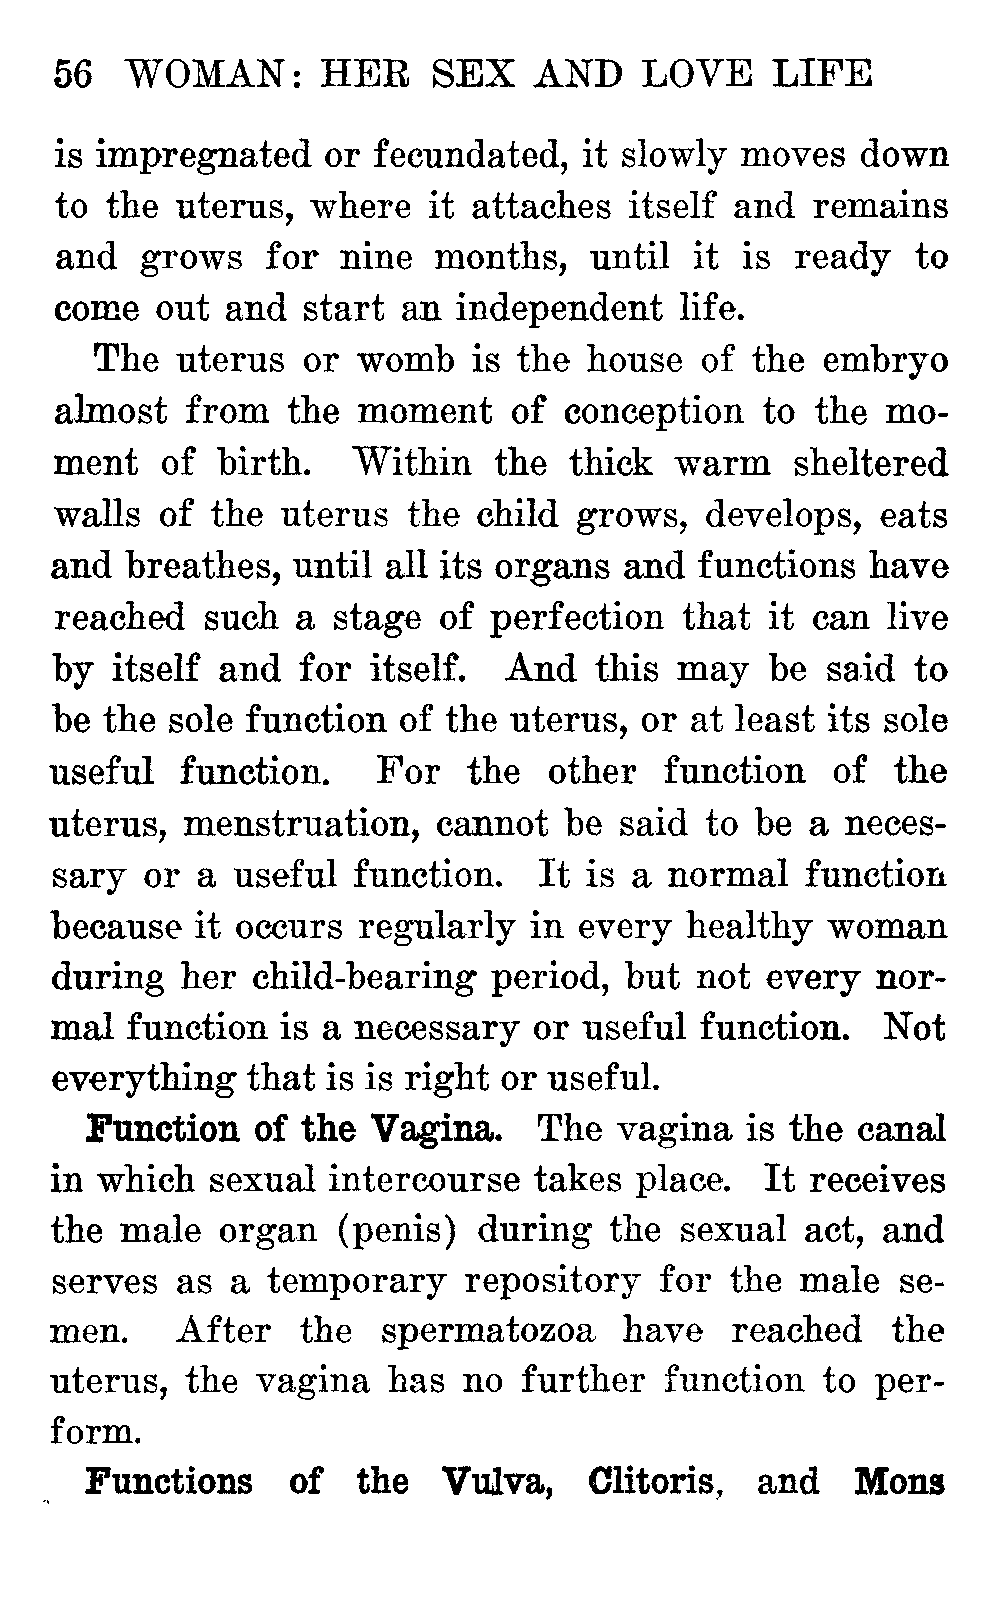 56 WOMAN: HER SEX AND LOVE LIFE
is impregnated or fecundated, it slowly moves down
to the uterus, where it attaches itself and remains
and grows for nine months, until it is ready to
come out and start an independent life.
The uterus or womb is the house of the embryo
almost from the moment of conception to the mo-
ment of birth. Within the thick warm sheltered
walls of the uterus the child grows, develops, eats
and breathes, until all its organs and functions have
reached such a stage of perfection that it can live
by itself and for itself. And this may be said to
be the sole function of the uterus, or at least its sole
useful function. For the other function of the
uterus, menstruation, cannot be said to be a neces-
sary or a useful function. It is a normal function
because it occurs regularly in every healthy woman
during her child-bearing period, but not every nor-
mal function is a necessary or useful function. Not
everything that is is right or useful.
Function of the Vagina. The vagina is the canal
in which sexual intercourse takes place. It receives
the male organ (penis) during the sexual act, and
serves as a temporary repository for the male se-
men. After the spermatozoa have reached the
uterus, the vagina has no further function to per-
form.
Functions of the Vulva, Clitoris, and Mons